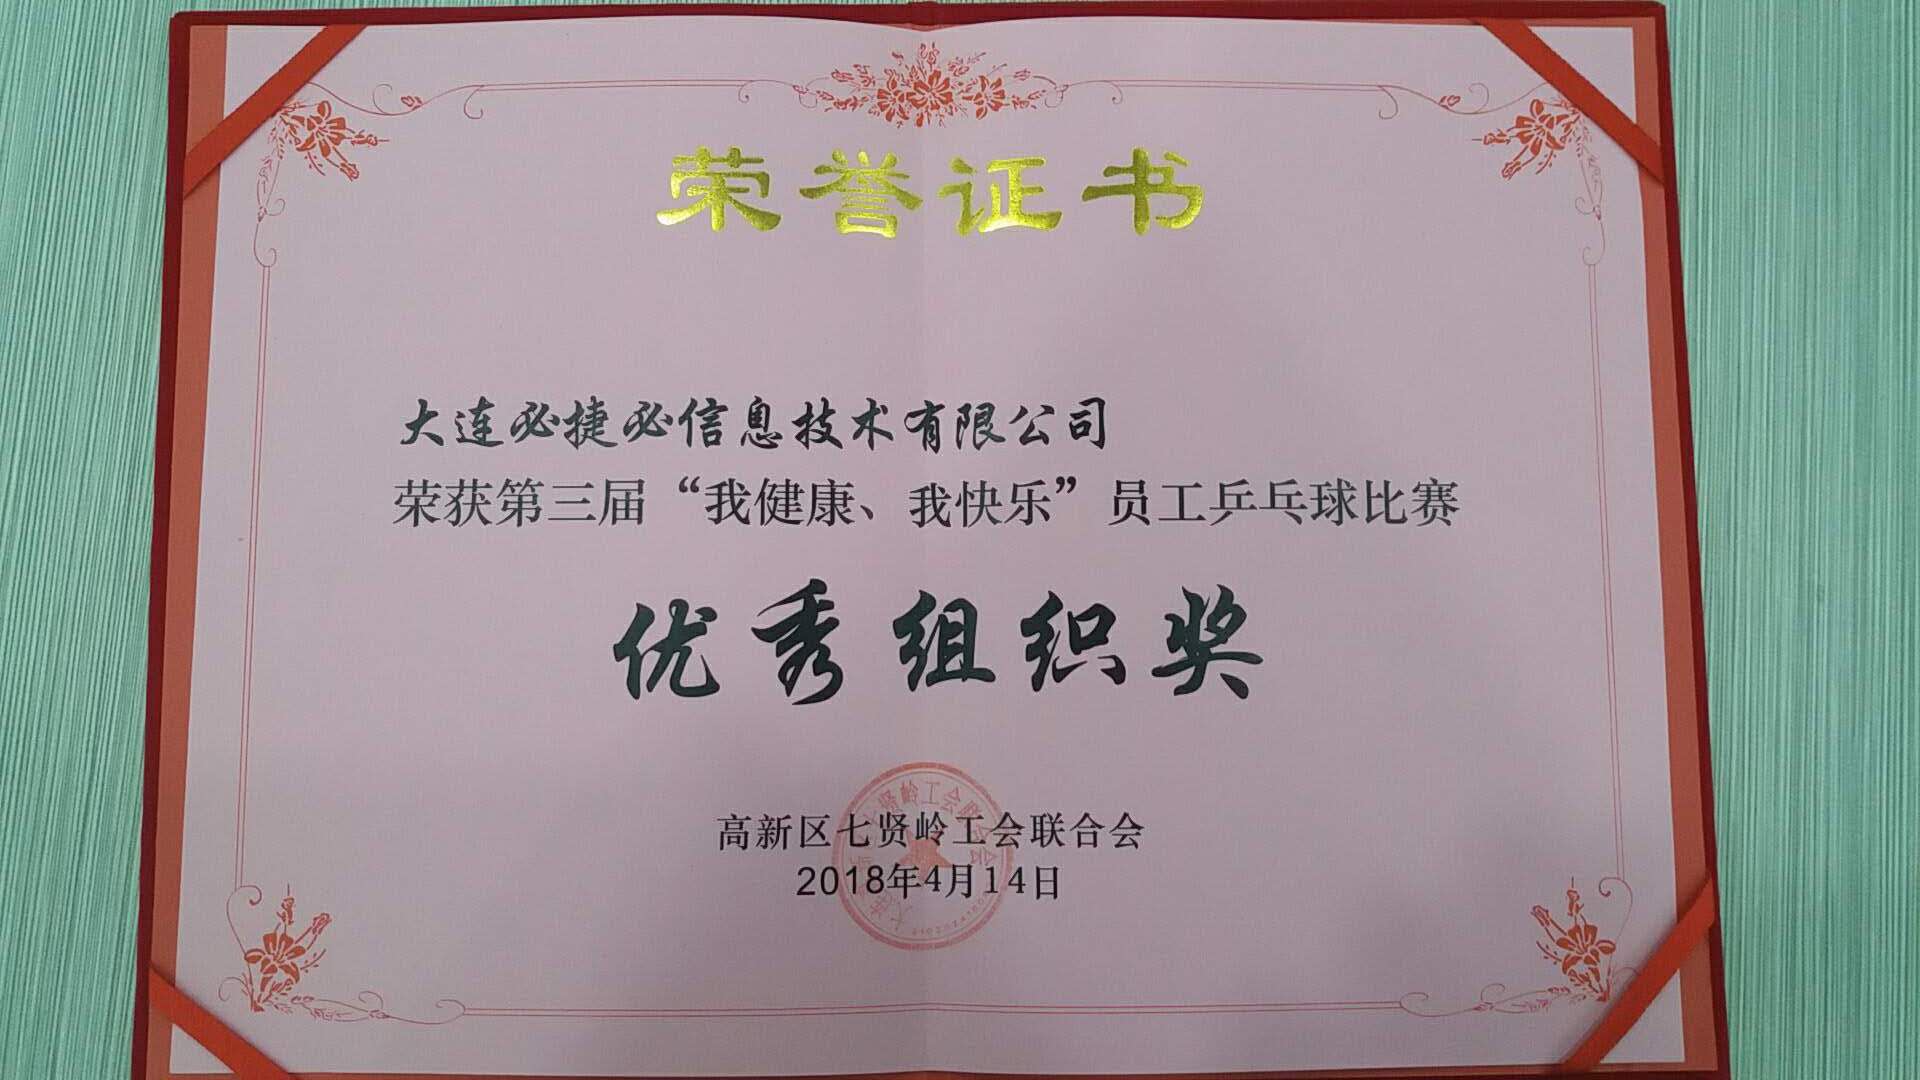 荣誉证书
大连必捷必信息技术有限公司
荣获第三届“我健康、我快乐”员工乒乓球比赛
优秀组织奖
高新区七贤岭工会联合会
2018年4月14日